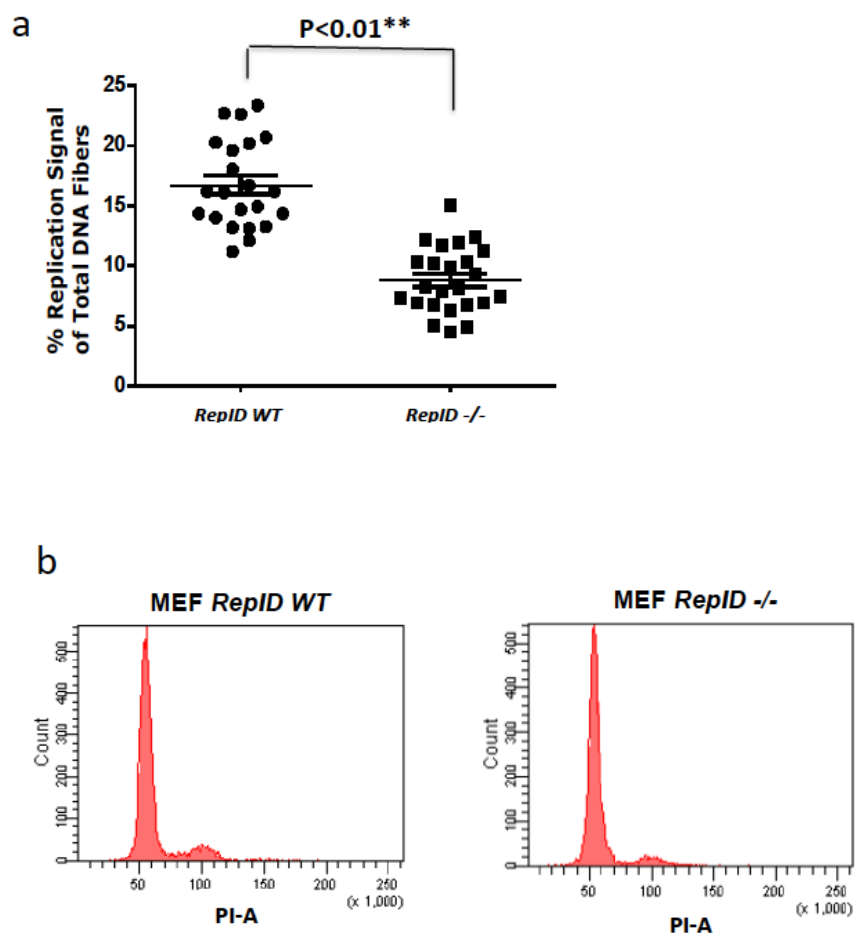 a
P<0.01**
% Replication Signal
of Total DNA Fibers
25
20
15
10
5
0
RepID WT
RepID -/-
b
MEF RepID WT
Count
500
400
300
200
100
0
50
100
150
200
250
(x 1,000)
PI-A
MEF RepID -/-
Count
500
400
300
200
100
0
50
100
150
200
250
(x 1,000)
PI-A